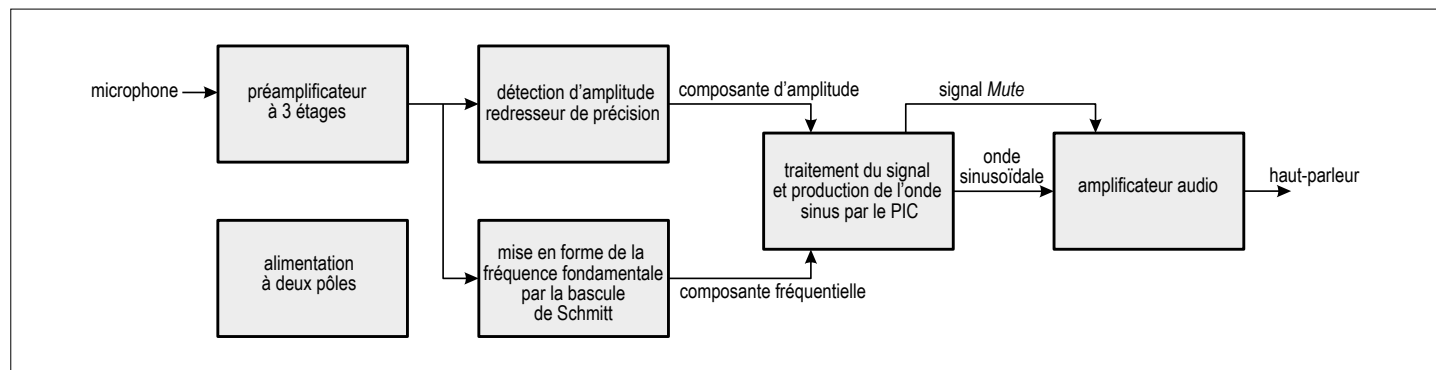 microphone
préamplificateur
à 3 étages
détection d'amplitude
redresseur de précision
composante d'amplitude
signal Mute
traitement du signal
et production de l'onde
sinus par le PIC
onde
sinusoïdale
amplificateur audio
haut-parleur
alimentation
à deux pôles
mise en forme de la
fréquence fondamentale
par la bascule
de Schmitt
composante fréquentielle